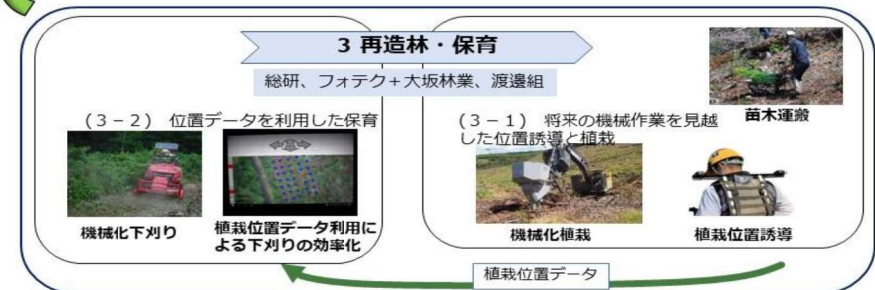 3 再造林・保育
総研、フォテク＋大坂林業、渡邉組
（３－２） 位置データを利用した保育
機械化下刈り
植栽位置データ利用に
よる下刈りの効率化
（３－１） 将来の機械作業を見越
した位置誘導と植栽
苗木運搬
機械化植栽
植栽位置誘導
植栽位置データ